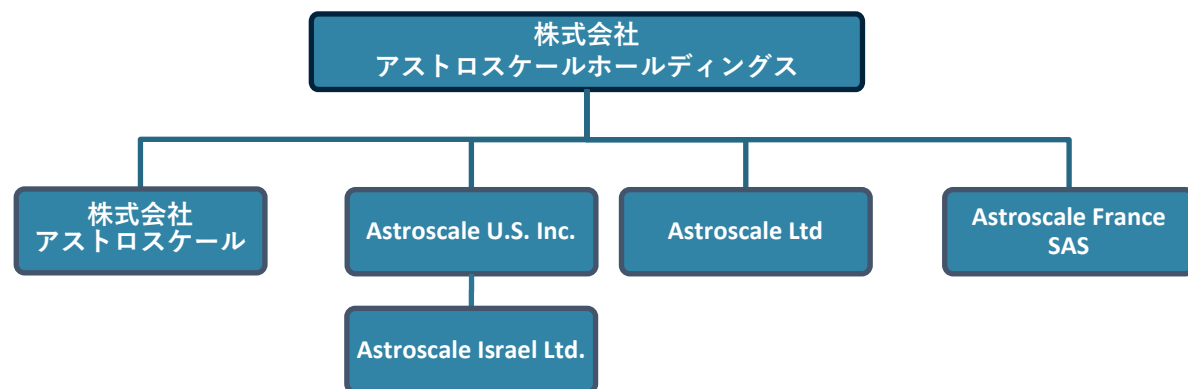 株式会社
アストロスケールホールディングス
株式会社
アストロスケール
Astroscale U.S. Inc.
Astroscale Ltd
Astroscale France
SAS
Astroscale Israel Ltd.